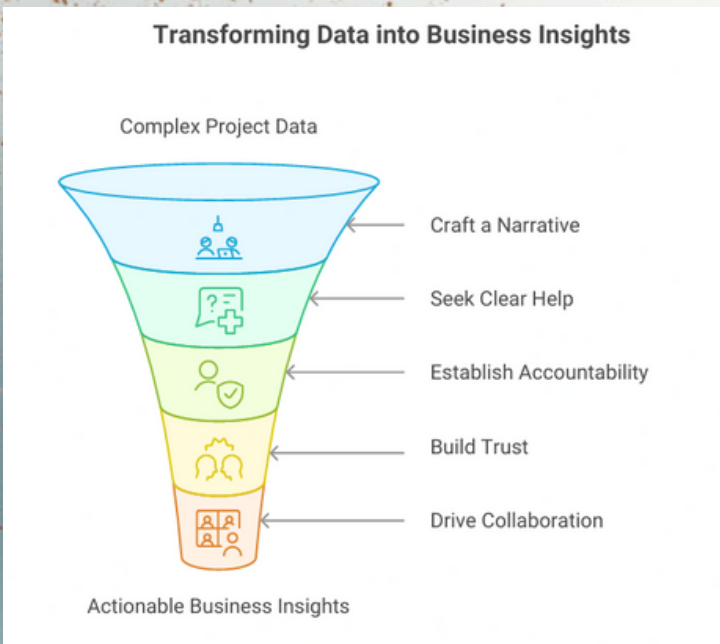 Transforming Data into Business Insights
Complex Project Data
Craft a Narrative
Seek Clear Help
Establish Accountability
Build Trust
Drive Collaboration
Actionable Business Insights